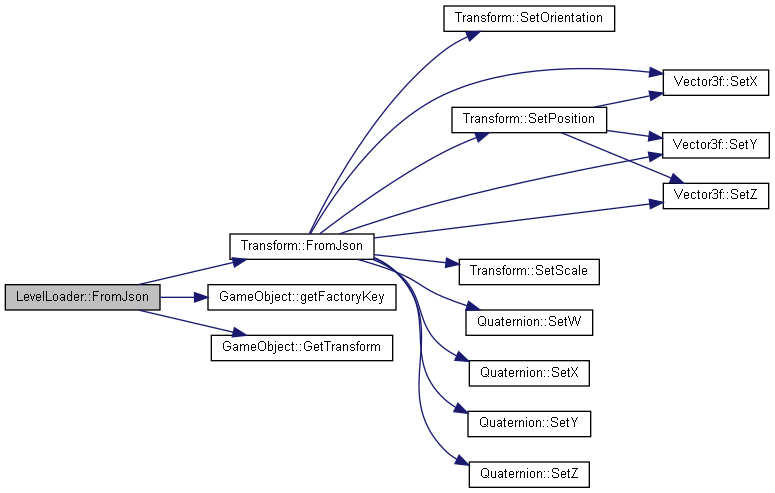 Transform::SetOrientation
Vector3f::SetX
Transform::SetPosition
Vector3f::SetY
Vector3f::SetZ
Transform::FromJson
Transform::SetScale
LevelLoader::FromJson
GameObject::getFactoryKey
Quaternion::SetW
GameObject::GetTransform
Quaternion::SetX
Quaternion::SetY
Quaternion::SetZ